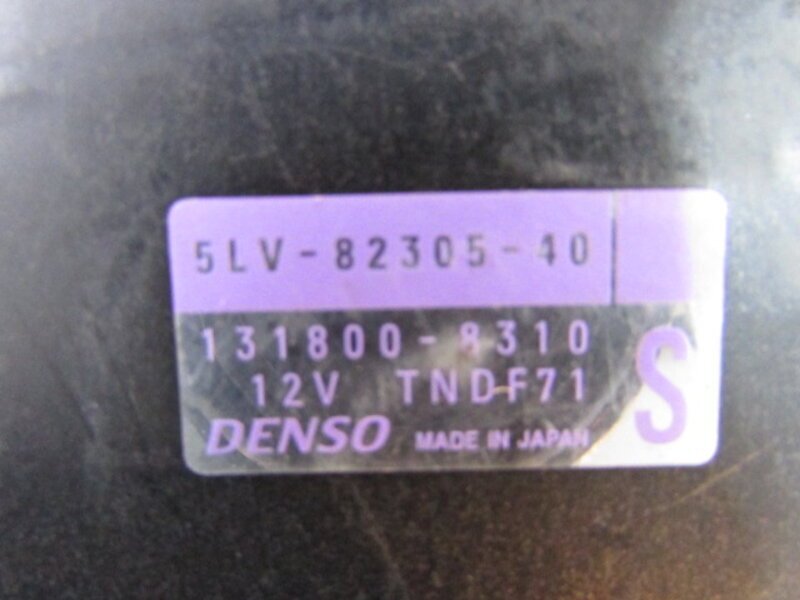 5LV-82305-40
131800-8310
12V TNDF71
S
DENSO MADE IN JAPAN